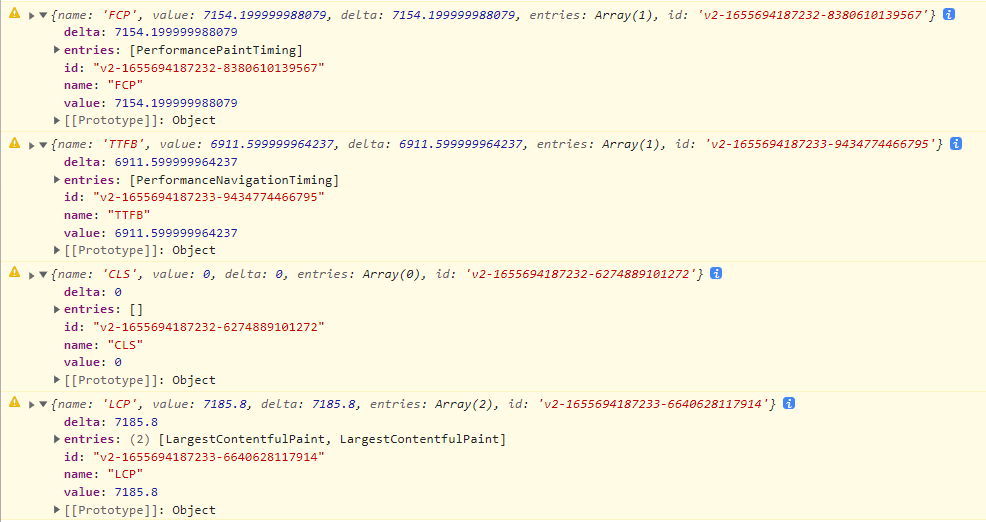 {name: 'FCP', value: 7154.199999988079, delta: 7154.199999988079, entries: Array(1), id: 'v2-1655694187232-8380610139567'}
delta: 7154.199999988079
entries: [PerformancePaintTiming]
id: "v2-1655694187232-8380610139567"
name: "FCP"
value: 7154.199999988079
[[Prototype]]: Object
{name: 'TTFB', value: 6911.599999964237, delta: 6911.599999964237, entries: Array(1), id: 'v2-1655694187233-9434774466795'}
delta: 6911.599999964237
entries: [PerformanceNavigationTiming]
id: "v2-1655694187233-9434774466795"
name: "TTFB"
value: 6911.599999964237
[[Prototype]]: Object
{name: 'CLS', value: 0, delta: 0, entries: Array(0), id: 'v2-1655694187232-6274889101272'}
delta: 0
entries: []
id: "v2-1655694187232-6274889101272"
name: "CLS"
value: 0
[[Prototype]]: Object
{name: 'LCP', value: 7185.8, delta: 7185.8, entries: Array(2), id: 'v2-1655694187233-6640628117914'}
delta: 7185.8
entries: (2) [LargestContentfulPaint, LargestContentfulPaint]
id: "v2-1655694187233-6640628117914"
name: "LCP"
value: 7185.8
[[Prototype]]: Object